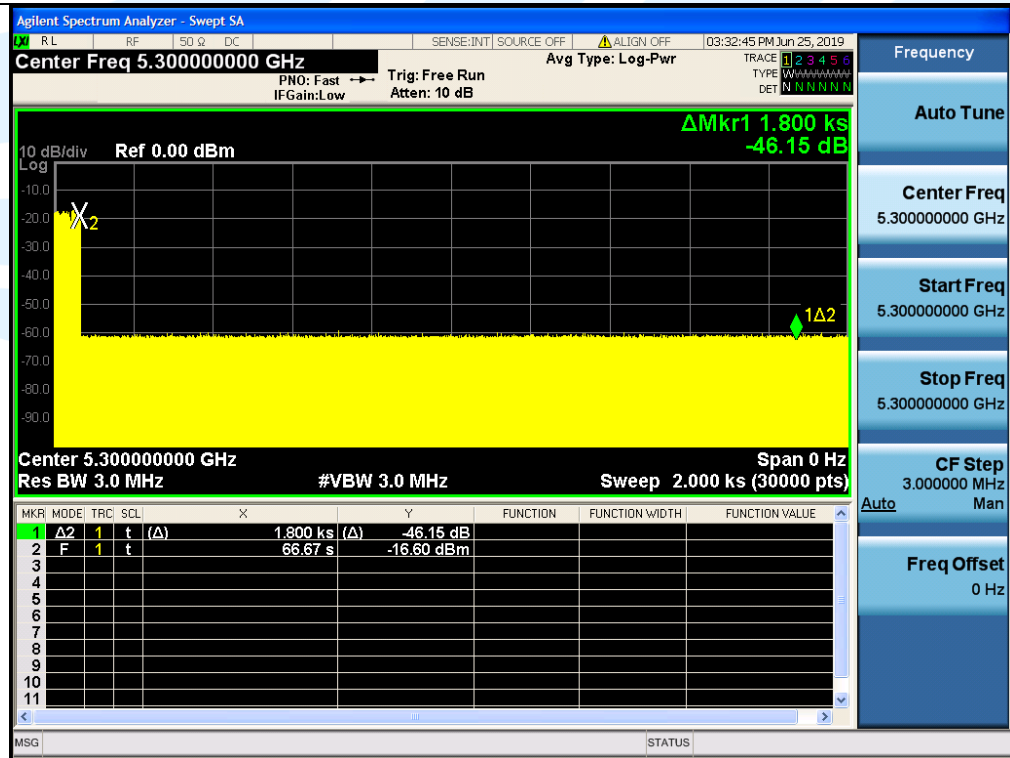 Agilent Spectrum Analyzer - Swept SA
LXI RL RF 50 Ω DC SENSE:INT SOURCE OFF ALIGN OFF 03:32:45 PM Jun 25, 2019
Center Freq 5.300000000 GHz Avg Type: Log-Pwr TRACE 1 2 3 4 5 6
PNO: Fast Trig: Free Run TYPE WWWWWW
IFGain:Low Atten: 10 dB DET N N N N N N
ΔMkr1 1.800 ks
10 dB/div Ref 0.00 dBm -46.15 dB
Log
-10.0
-20.0
2
-30.0
-40.0
-50.0
1Δ2
-60.0
-70.0
-80.0
-90.0
Center 5.300000000 GHz Span 0 Hz
Res BW 3.0 MHz #VBW 3.0 MHz Sweep 2.000 ks (30000 pts)
MKR MODE TRC SCL X Y FUNCTION FUNCTION WIDTH FUNCTION VALUE
1 Δ2 1 t (Δ) 1.800 ks (Δ) -46.15 dB
2 F 1 t 66.67 s -16.60 dBm
3
4
5
6
7
8
9
10
11
MSG STATUS
Frequency
Auto Tune
Center Freq
5.300000000 GHz
Start Freq
5.300000000 GHz
Stop Freq
5.300000000 GHz
CF Step
3.000000 MHz
Auto Man
Freq Offset
0 Hz